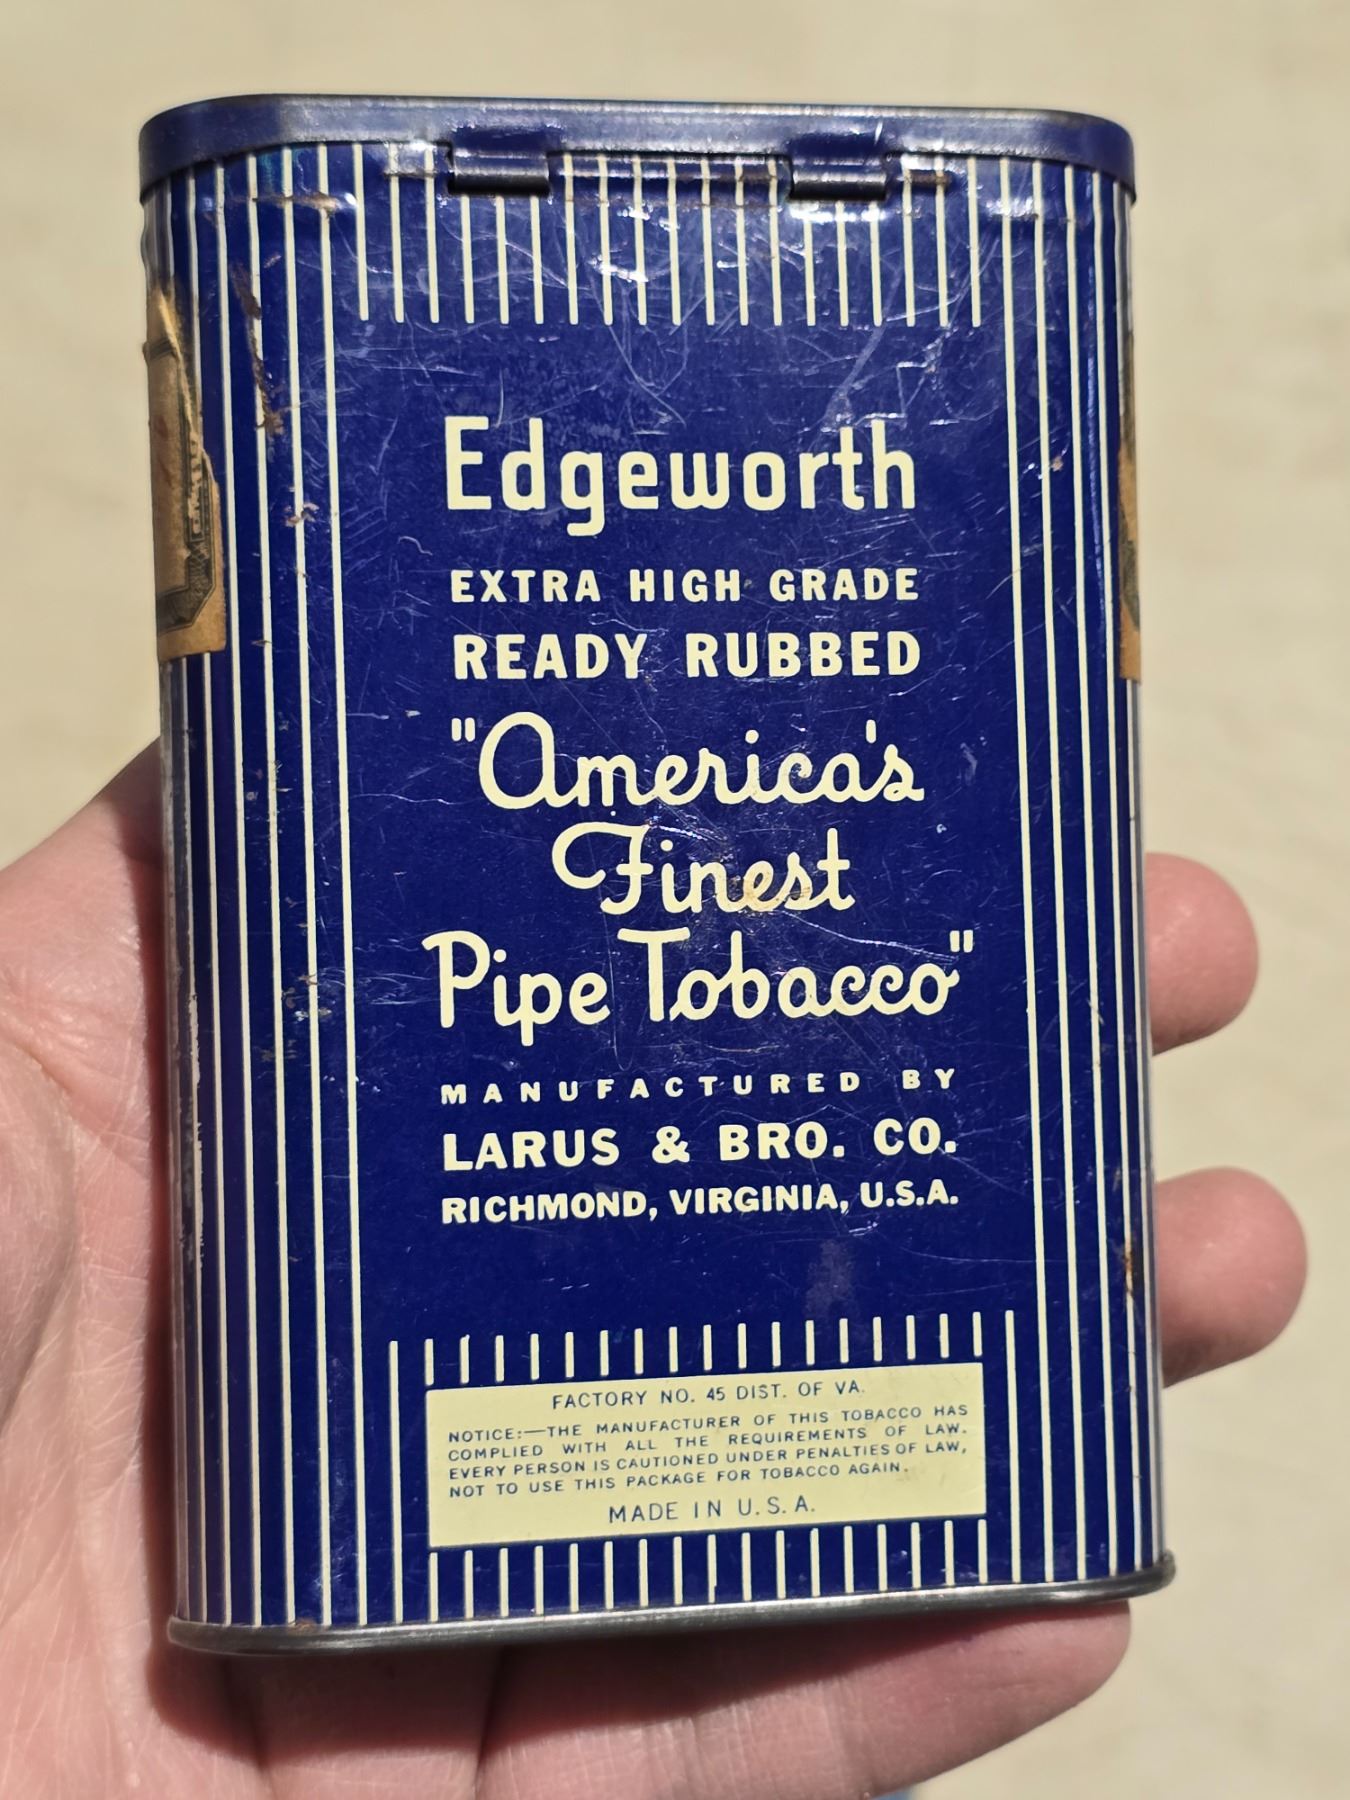 Edgeworth
EXTRA HIGH GRADE
READY RUBBED
"America's
Finest
Pipe Tobacco"
MANUFACTURED BY
LARUS & BRO. CO.
RICHMOND, VIRGINIA, U.S.A.
FACTORY NO. 45 DIST. OF VA.
NOTICE:—THE MANUFACTURER OF THIS TOBACCO HAS
COMPLIED WITH ALL THE REQUIREMENTS OF LAW.
EVERY PERSON IS CAUTIONED UNDER PENALTIES OF LAW,
NOT TO USE THIS PACKAGE FOR TOBACCO AGAIN.
MADE IN U.S.A.